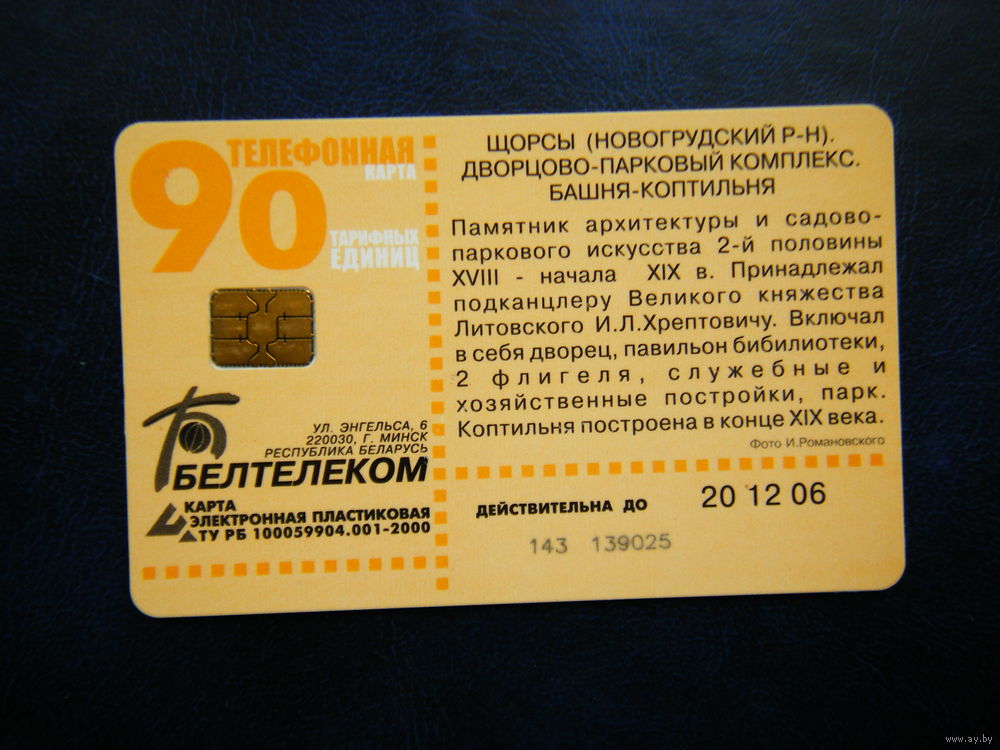 90
ТЕЛЕФОННАЯ
КАРТА
ТАРИФНЫХ
ЕДИНИЦ
УЛ. ЭНГЕЛЬСА, 6
220030, Г. МИНСК
РЕСПУБЛИКА БЕЛАРУСЬ
БЕЛТЕЛЕКОМ
КАРТА
ЭЛЕКТРОННАЯ ПЛАСТИКОВАЯ
ТУ РБ 100059904.001-2000
ЩОРСЫ (НОВОГРУДСКИЙ Р-Н).
ДВОРЦОВО-ПАРКОВЫЙ КОМПЛЕКС.
БАШНЯ-КОПТИЛЬНЯ
Памятник архитектуры и садово-
паркового искусства 2-й половины
XVIII - начала XIX в. Принадлежал
подканцлеру Великого княжества
Литовского И.Л.Хрептовичу. Включал
в себя дворец, павильон бибилиотеки,
2 флигеля, служебные и
хозяйственные постройки, парк.
Коптильня построена в конце XIX века.
Фото И.Романовского
ДЕЙСТВИТЕЛЬНА ДО 20 12 06
143 139025
www.ay.by